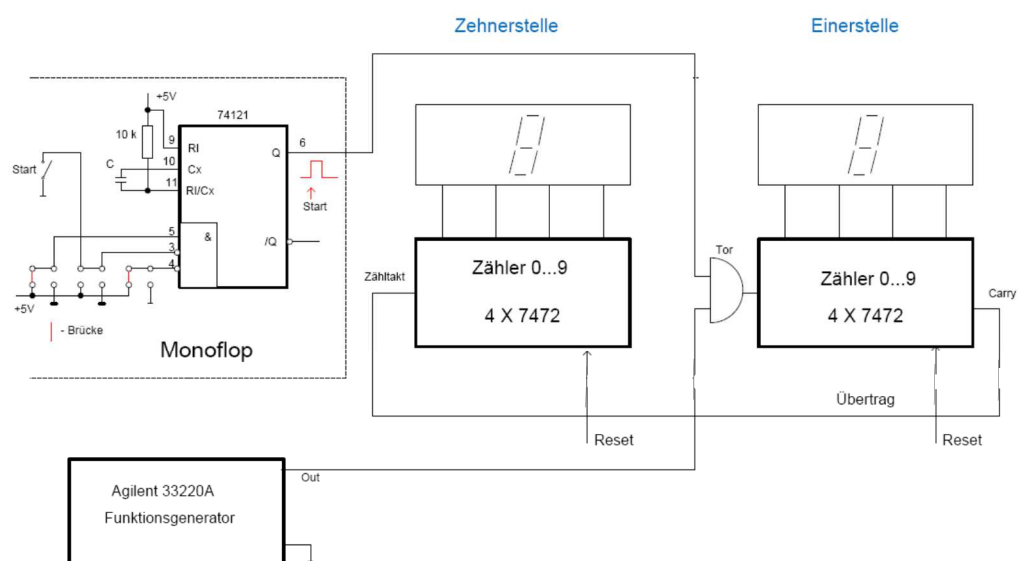 Zehnerstelle
Einerstelle
+5V
74121
10 k
9
RI
Q
6
C
10
Cx
11
RI/Cx
Start
Start
5
&
3
/Q
4
+5V
- Brücke
Monoflop
Zähltakt
Zähler 0...9
4 X 7472
Tor
Zähler 0...9
4 X 7472
Carry
Übertrag
Reset
Reset
Out
Agilent 33220A
Funktionsgenerator